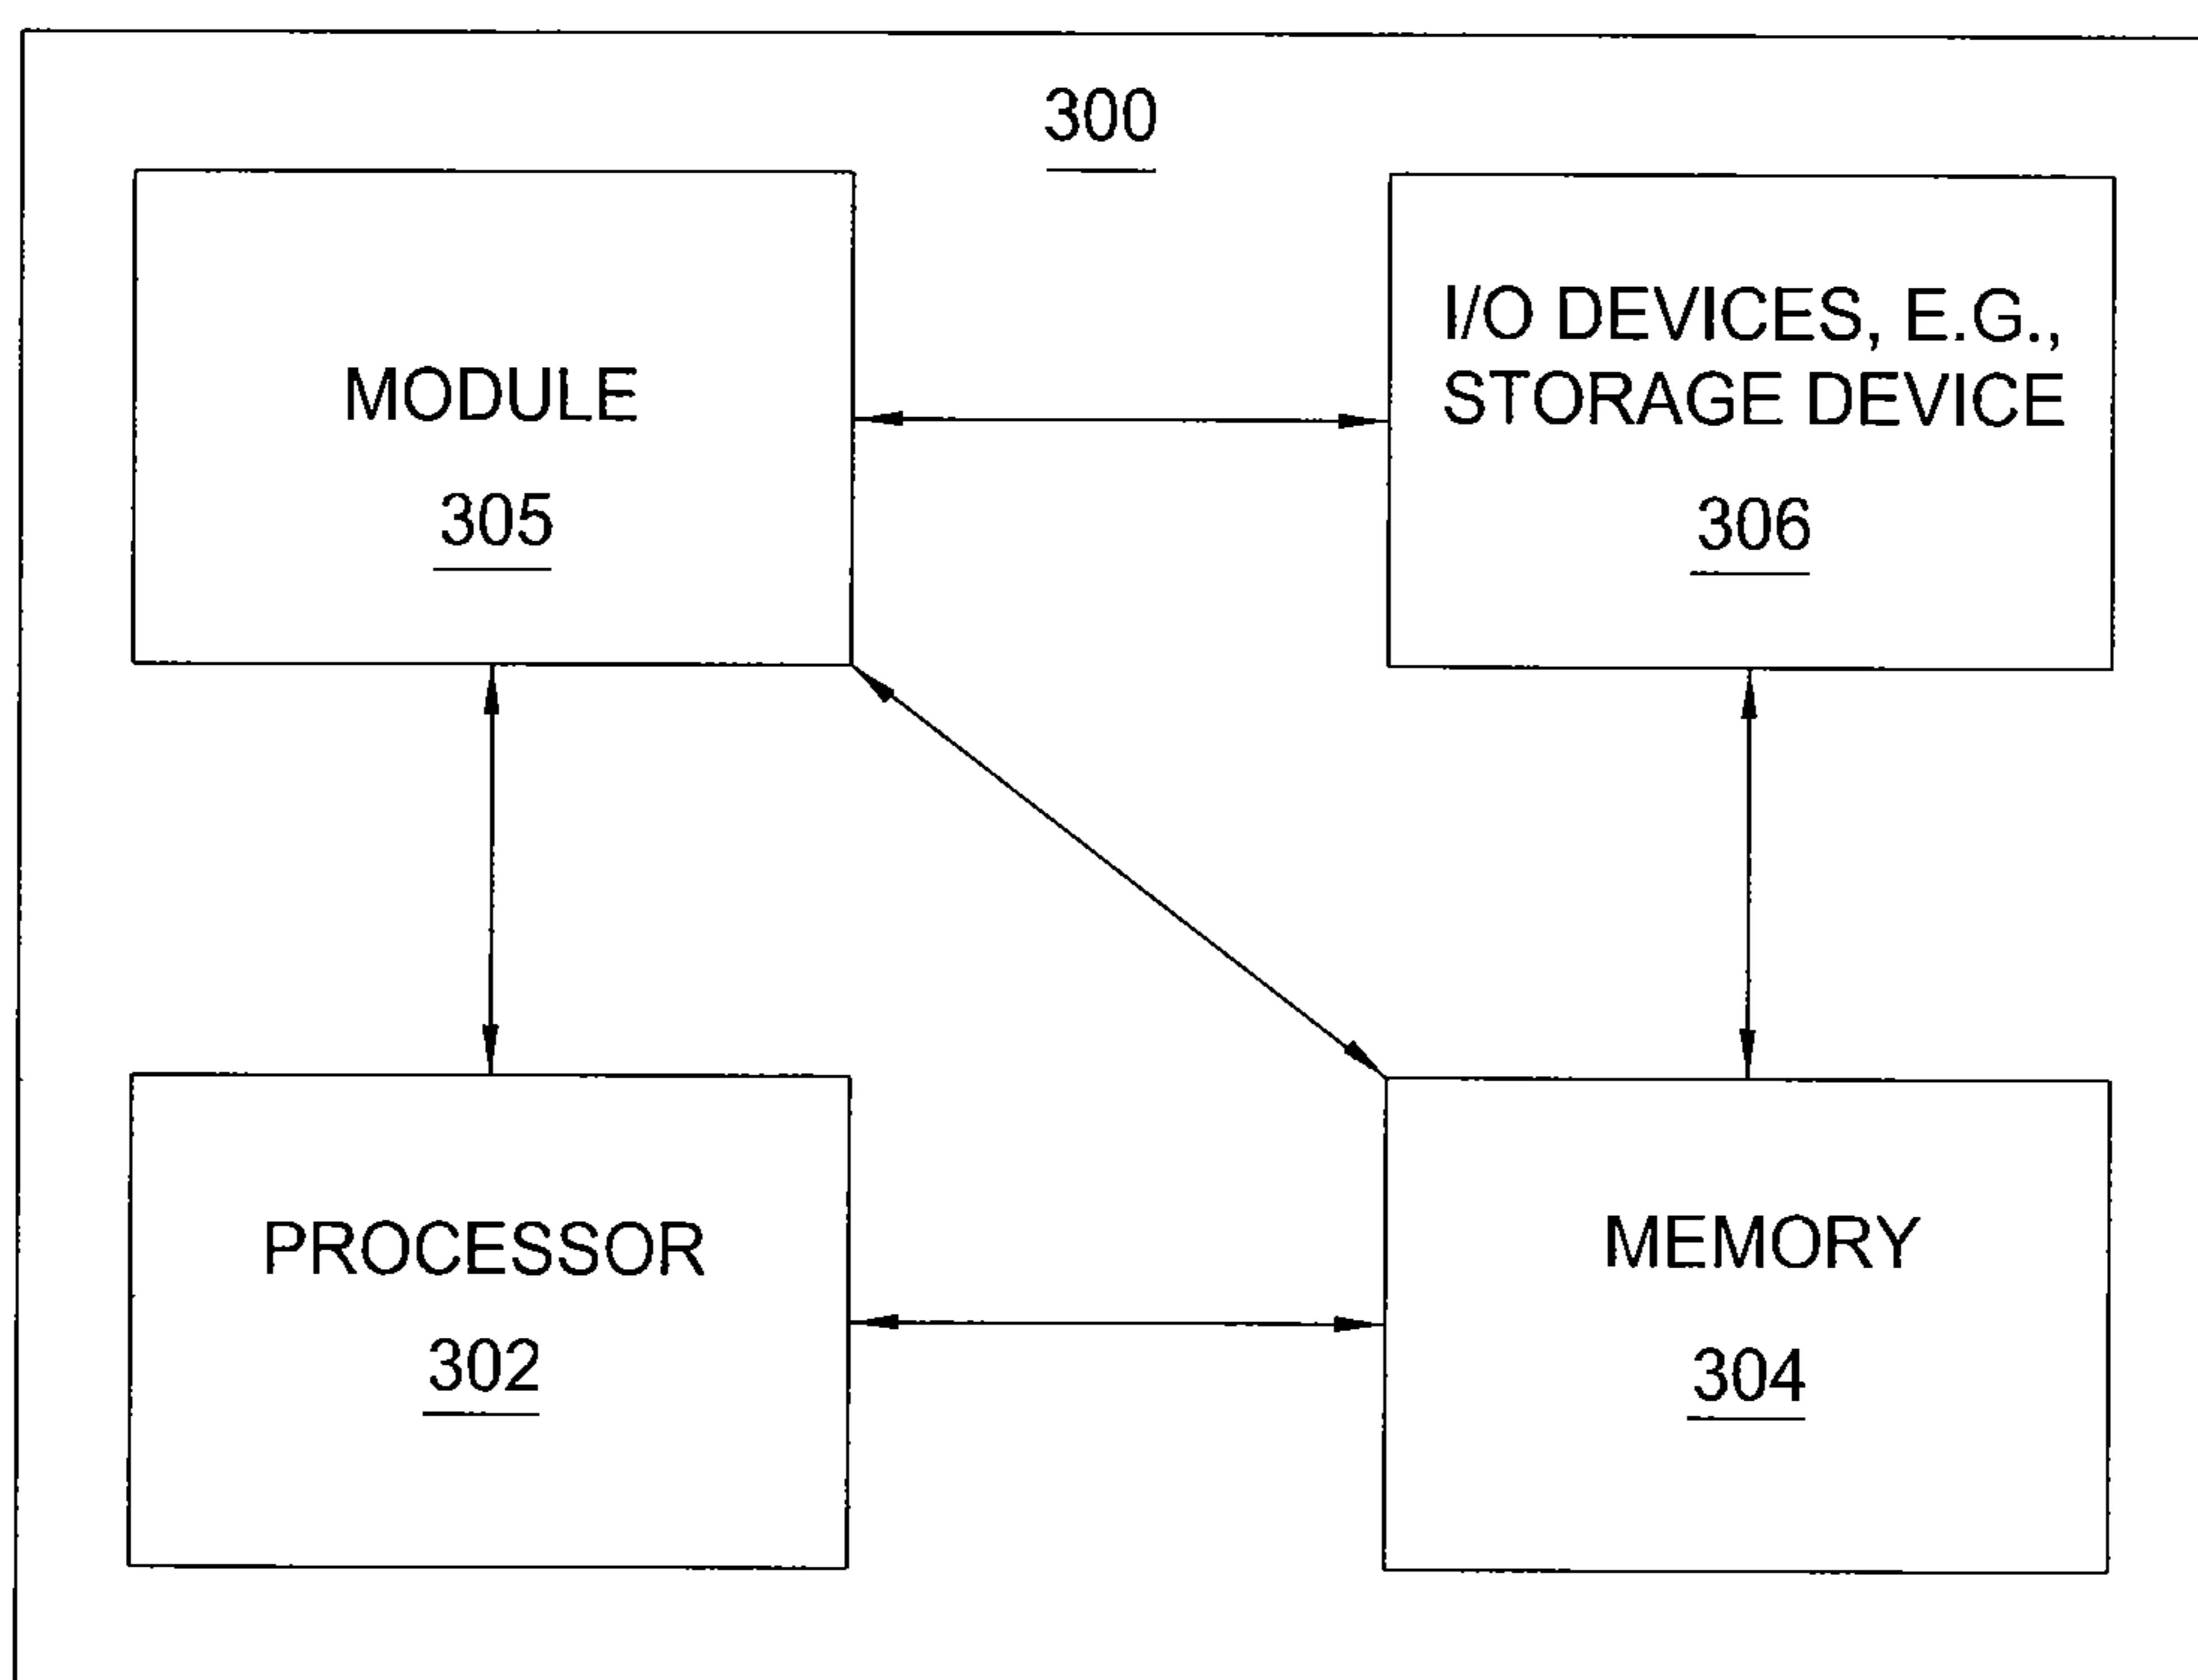 300
MODULE
305
I/O DEVICES, E.G.,
STORAGE DEVICE
306
PROCESSOR
302
MEMORY
304